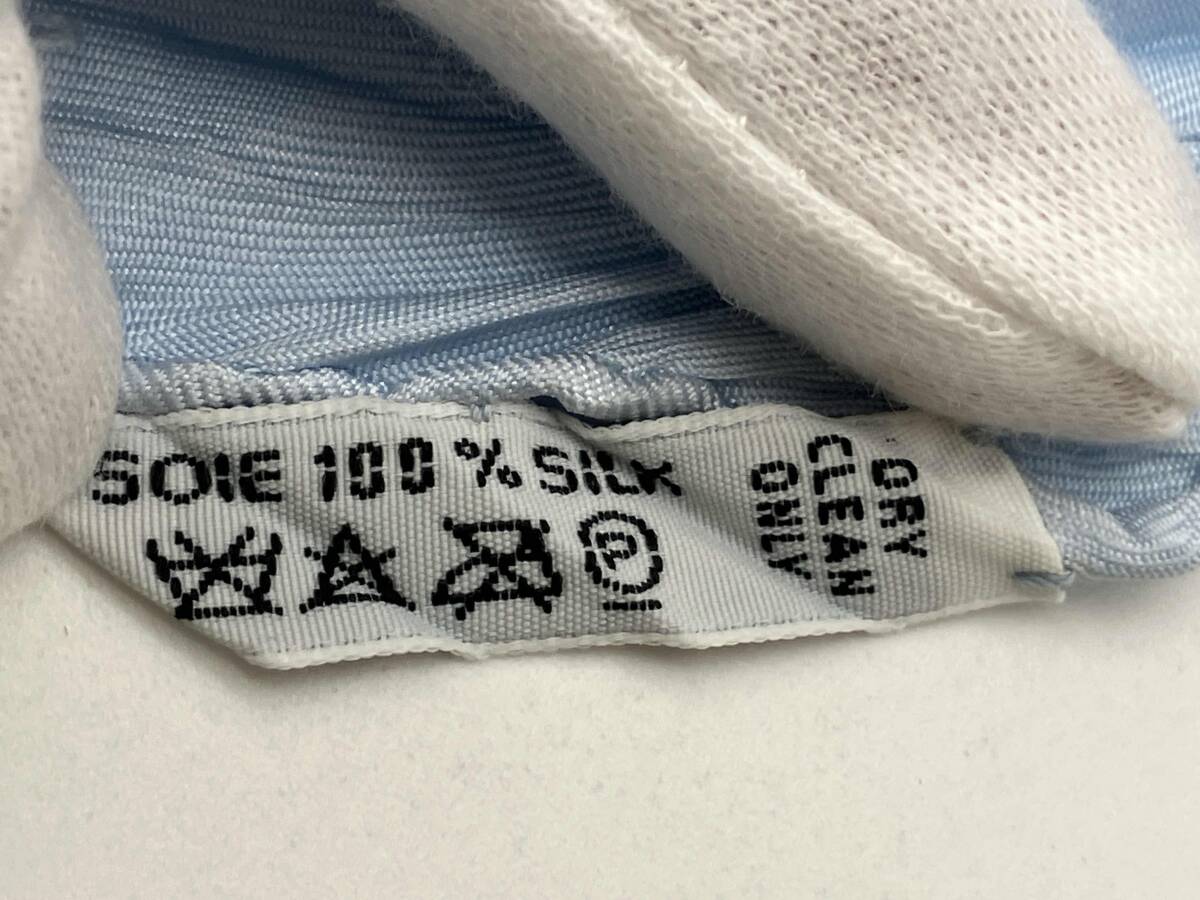 SOIE 100 % SILK
P
DRY
CLEAN
ONLY